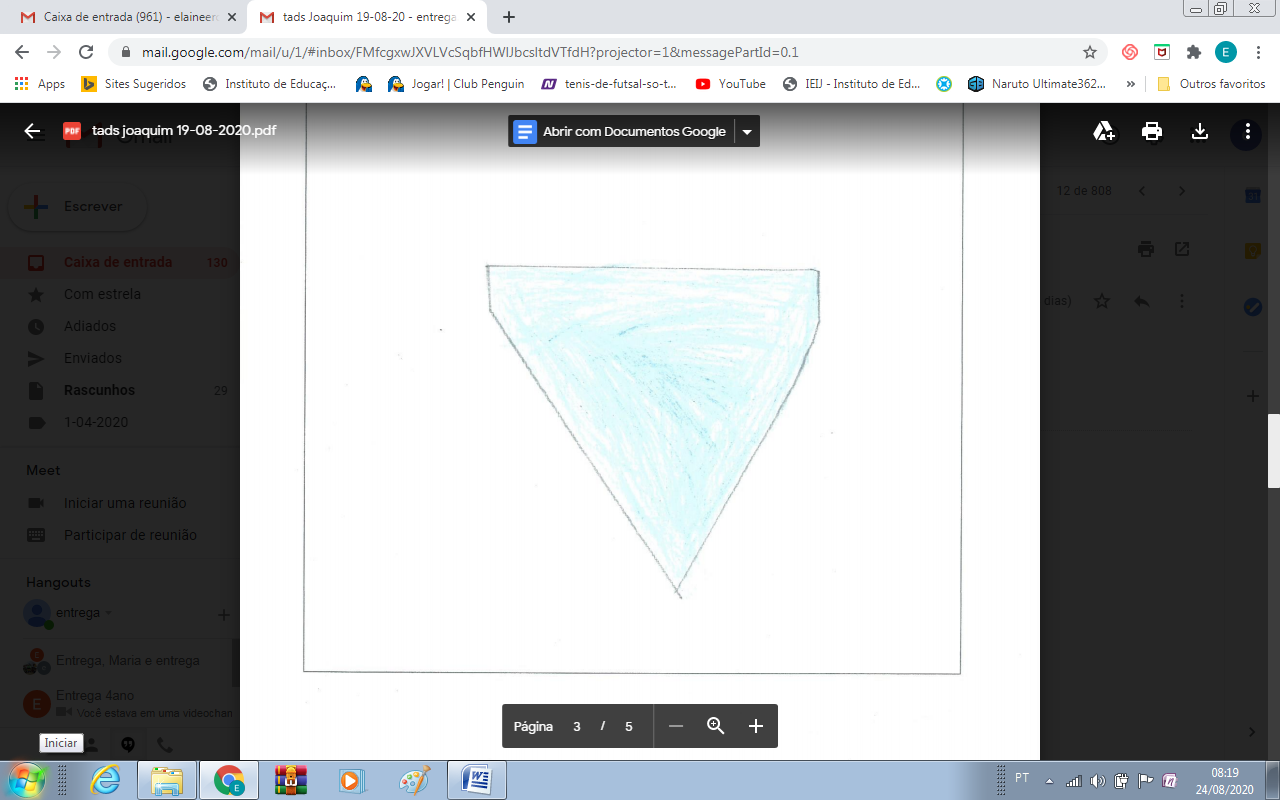 Caixa de entrada (961) - elaineer
tads Joaquim 19-08-20 - entrega
mail.google.com/mail/u/1/#inbox/FMfcgxwJXVLVcSqbfHWlJbcsltdVTfdH?projector=1&messagePartId=0.1
E
Apps Sites Sugeridos Instituto de Educaç... Jogar! | Club Penguin tenis-de-futsal-so-t... YouTube IEIJ - Instituto de Ed... Naruto Ultimate362... » Outros favoritos
PDF tads joaquim 19-08-2020.pdf
Abrir com Documentos Google
Escrever
12 de 808
Caixa de entrada 130
Com estrela
dias)
Adiados
Enviados
Rascunhos 29
1-04-2020
Meet
Iniciar uma reunião
Participar de reunião
Hangouts
entrega
Entrega, Maria e entrega
Entrega 4ano
Você estava em uma videochan
Página 3 / 5
Iniciar
PT
08:19
24/08/2020